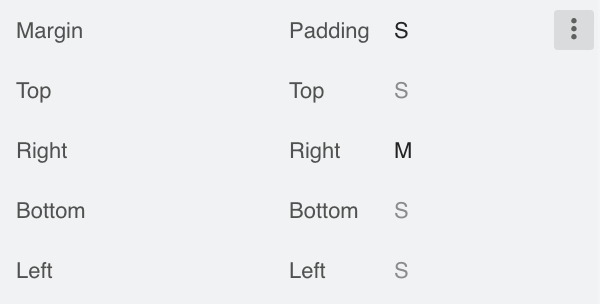 Margin Padding S
Top Top S
Right Right M
Bottom Bottom S
Left Left S